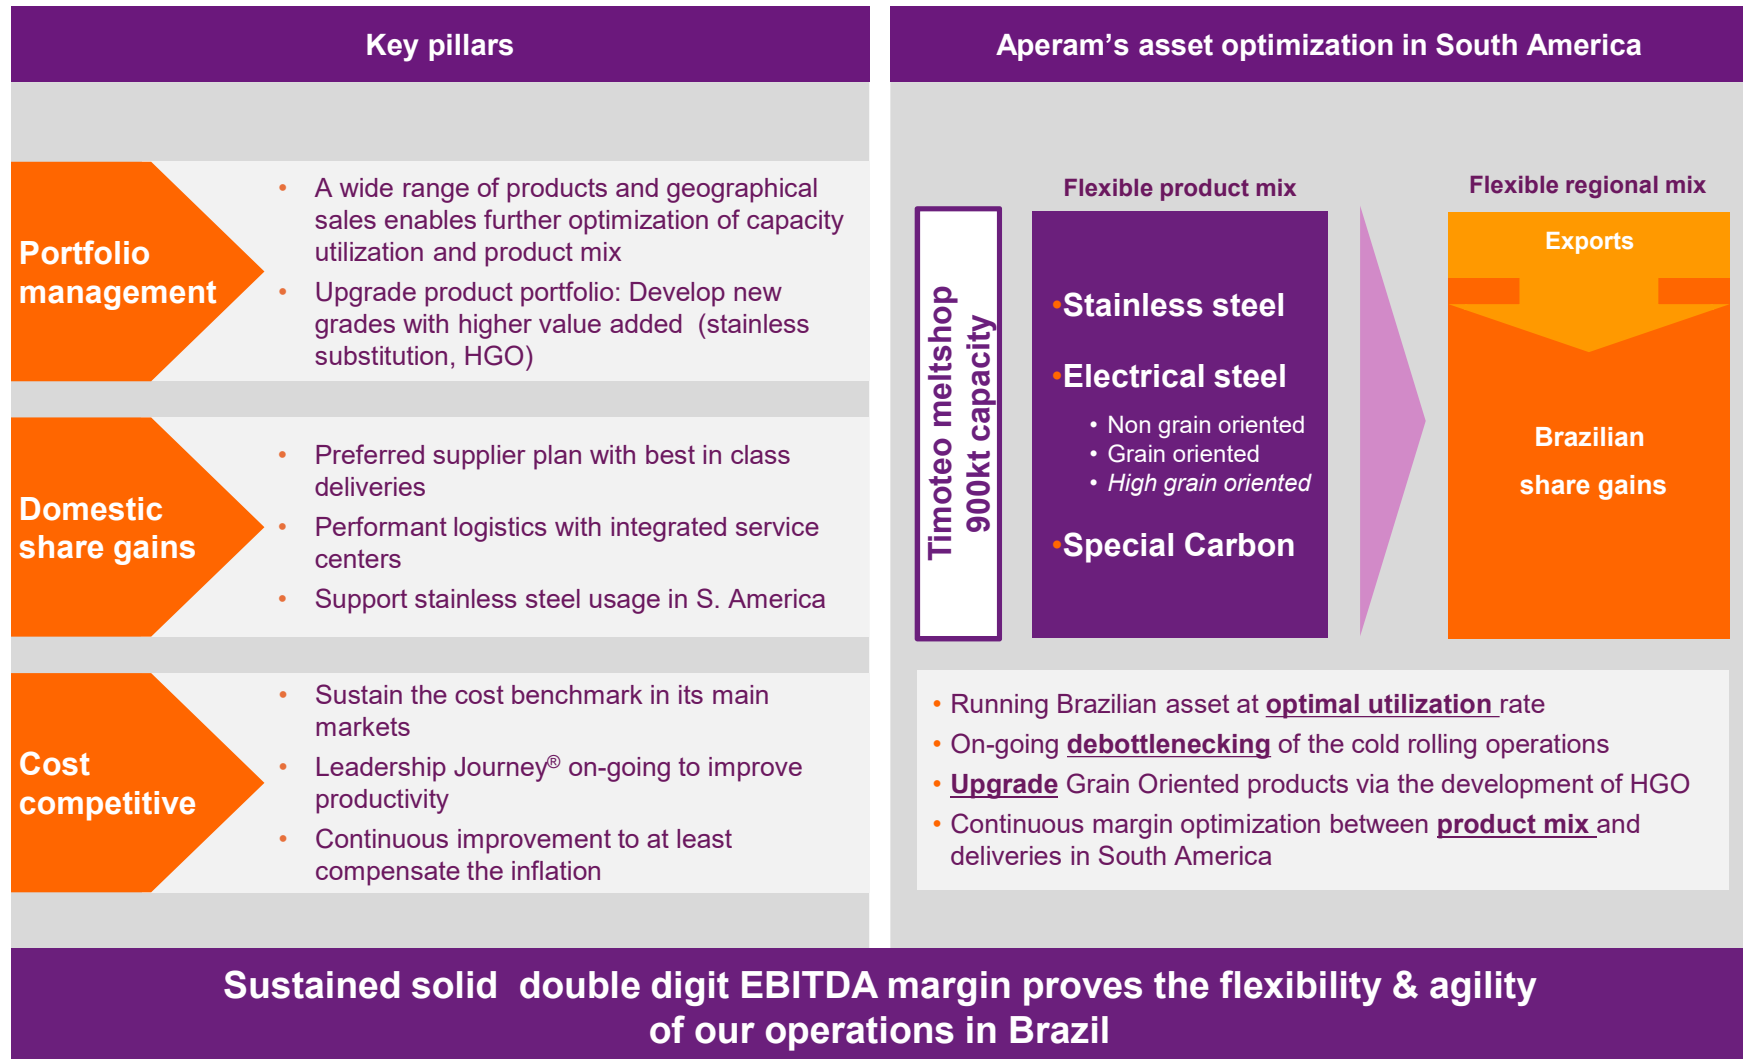 Key pillars
Portfolio
management
• A wide range of products and geographical
sales enables further optimization of capacity
utilization and product mix
• Upgrade product portfolio: Develop new
grades with higher value added  (stainless
substitution, HGO)
Domestic
share gains
• Preferred supplier plan with best in class
deliveries
• Performant logistics with integrated service
centers
• Support stainless steel usage in S. America
Cost
competitive
• Sustain the cost benchmark in its main
markets
• Leadership Journey® on-going to improve
productivity
• Continuous improvement to at least
compensate the inflation
Aperam’s asset optimization in South America
Timoteo meltshop
900kt capacity
Flexible product mix
•Stainless steel
•Electrical steel
• Non grain oriented
• Grain oriented
• High grain oriented
•Special Carbon
Flexible regional mix
Exports
Brazilian
share gains
• Running Brazilian asset at optimal utilization rate
• On-going debottlenecking of the cold rolling operations
• Upgrade Grain Oriented products via the development of HGO
• Continuous margin optimization between product mix and
deliveries in South America
Sustained solid  double digit EBITDA margin proves the flexibility & agility
of our operations in Brazil